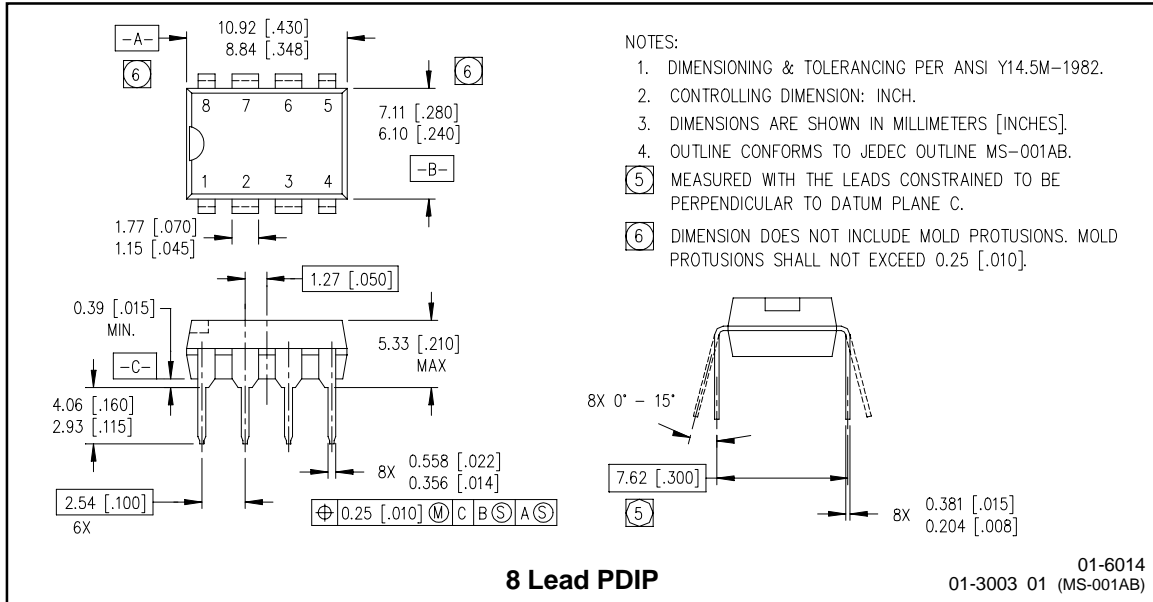 -A-
10.92 [.430]
8.84 [.348]
6
6
8 7 6 5
1 2 3 4
7.11 [.280]
6.10 [.240]
-B-
1.77 [.070]
1.15 [.045]
1.27 [.050]
0.39 [.015]
MIN.
5.33 [.210]
MAX
-C-
4.06 [.160]
2.93 [.115]
8X 0.558 [.022]
0.356 [.014]
2.54 [.100]
6X
⌖ 0.25 [.010] Ⓜ C B Ⓢ A Ⓢ
NOTES:
1. DIMENSIONING & TOLERANCING PER ANSI Y14.5M-1982.
2. CONTROLLING DIMENSION: INCH.
3. DIMENSIONS ARE SHOWN IN MILLIMETERS [INCHES].
4. OUTLINE CONFORMS TO JEDEC OUTLINE MS-001AB.
5 MEASURED WITH THE LEADS CONSTRAINED TO BE
PERPENDICULAR TO DATUM PLANE C.
6 DIMENSION DOES NOT INCLUDE MOLD PROTUSIONS. MOLD
PROTUSIONS SHALL NOT EXCEED 0.25 [.010].
8X 0° - 15°
7.62 [.300]
5
8X 0.381 [.015]
0.204 [.008]
8 Lead PDIP
01-6014
01-3003 01 (MS-001AB)